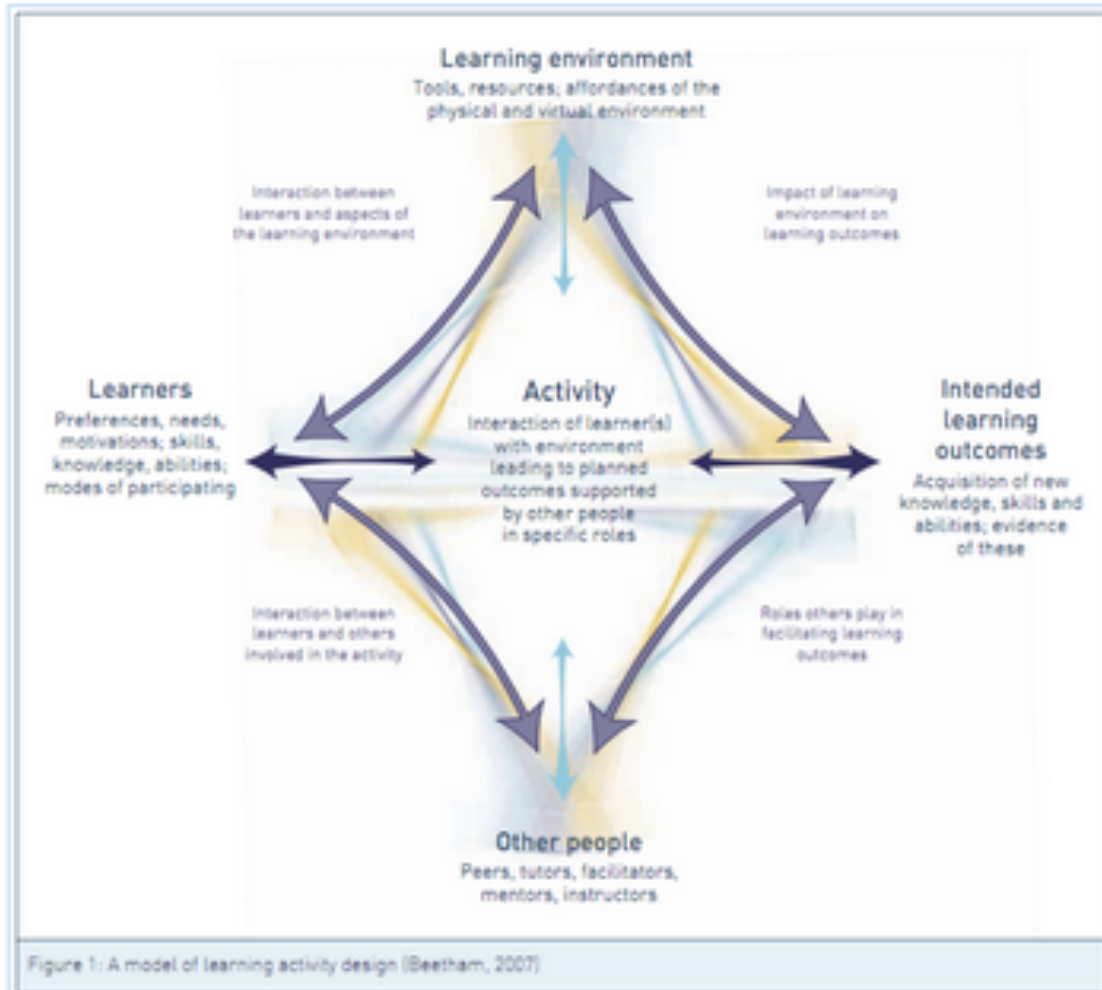 Learning environment
Tools, resources; affordances of the
physical and virtual environment
Interaction between
learners and aspects of
the learning environment
Impact of learning
environment on
learning outcomes
Learners
Preferences, needs,
motivations; skills,
knowledge, abilities;
modes of participating
Activity
Interaction of learner(s)
with environment
leading to planned
outcomes supported
by other people
in specific roles
Intended
learning
outcomes
Acquisition of new
knowledge, skills and
abilities; evidence
of these
Interaction between
learners and others
involved in the activity
Roles others play in
facilitating learning
outcomes
Other people
Peers, tutors, facilitators,
mentors, instructors
Figure 1: A model of learning activity design (Beetham, 2007)